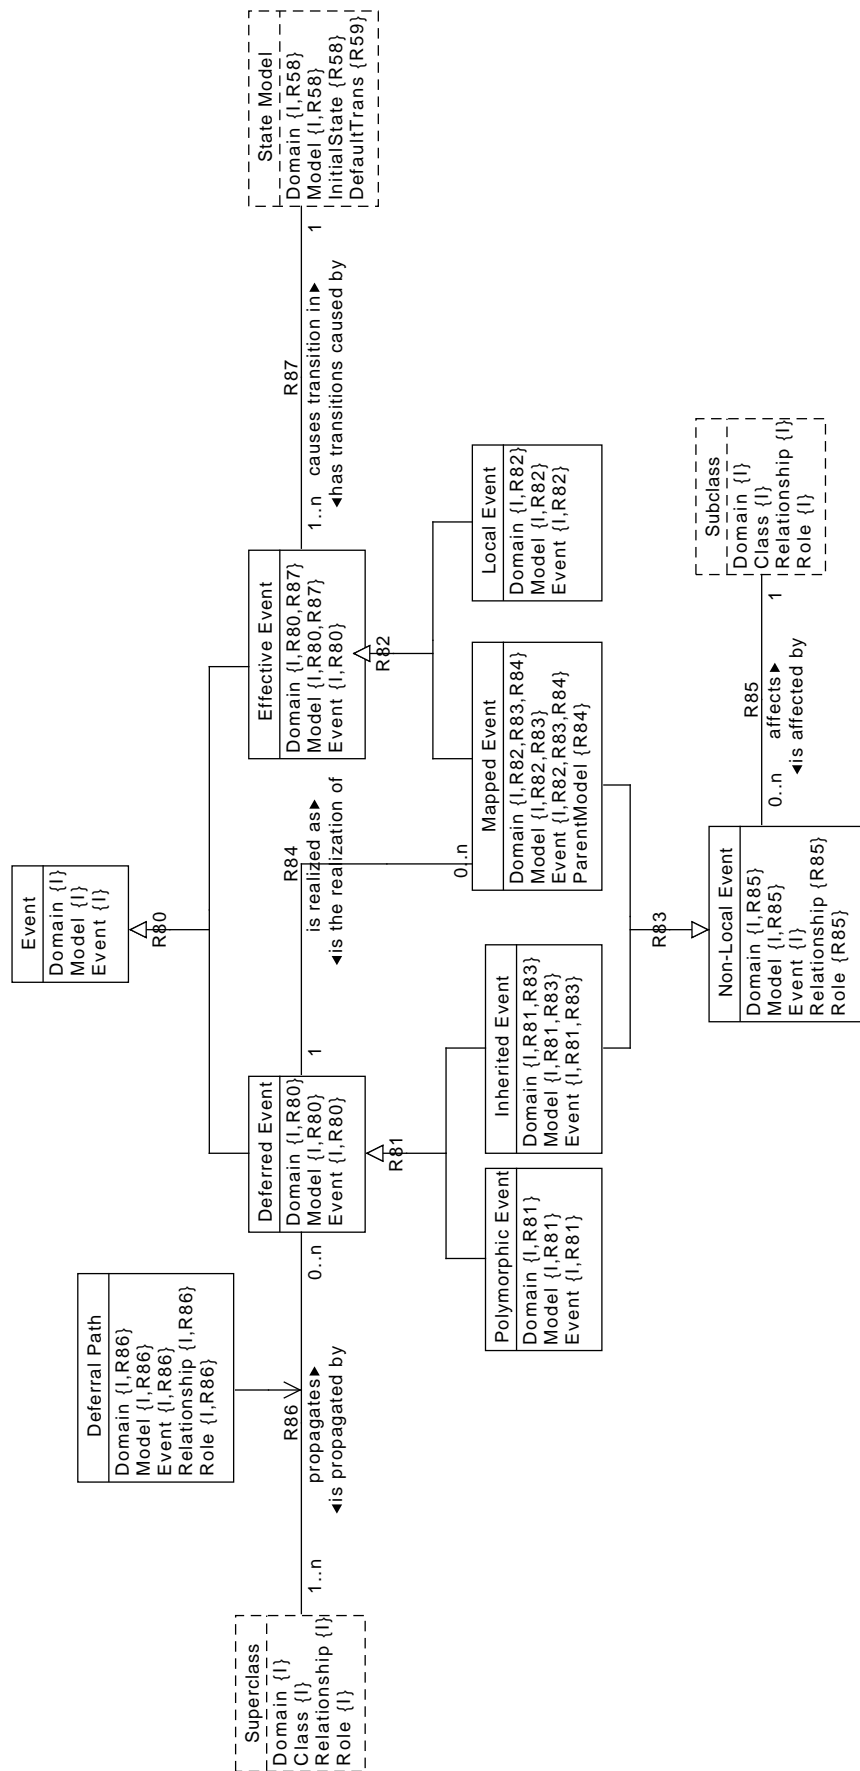 Event
Domain {I}
Model {I}
Event {I}
R80
Deferral Path
Domain {I,R86}
Model {I,R86}
Event {I,R86}
Relationship {I,R86}
Role {I,R86}
Superclass
Domain {I}
Class {I}
Relationship {I}
Role {I}
1..n
R86
propagates▶
◀is propagated by
0..n
Deferred Event
Domain {I,R80}
Model {I,R80}
Event {I,R80}
1
R84
is realized as▶
◀is the realization of
0..n
Effective Event
Domain {I,R80,R87}
Model {I,R80,R87}
Event {I,R80}
1..n
R87
causes transition in▶
◀has transitions caused by
1
State Model
Domain {I,R58}
Model {I,R58}
InitialState {R58}
DefaultTrans {R59}
R81
R82
Polymorphic Event
Domain {I,R81}
Model {I,R81}
Event {I,R81}
Inherited Event
Domain {I,R81,R83}
Model {I,R81,R83}
Event {I,R81,R83}
Mapped Event
Domain {I,R82,R83,R84}
Model {I,R82,R83}
Event {I,R82,R83,R84}
ParentModel {R84}
Local Event
Domain {I,R82}
Model {I,R82}
Event {I,R82}
R83
Non-Local Event
Domain {I,R85}
Model {I,R85}
Event {I}
Relationship {R85}
Role {R85}
0..n
R85
affects▶
◀is affected by
1
Subclass
Domain {I}
Class {I}
Relationship {I}
Role {I}